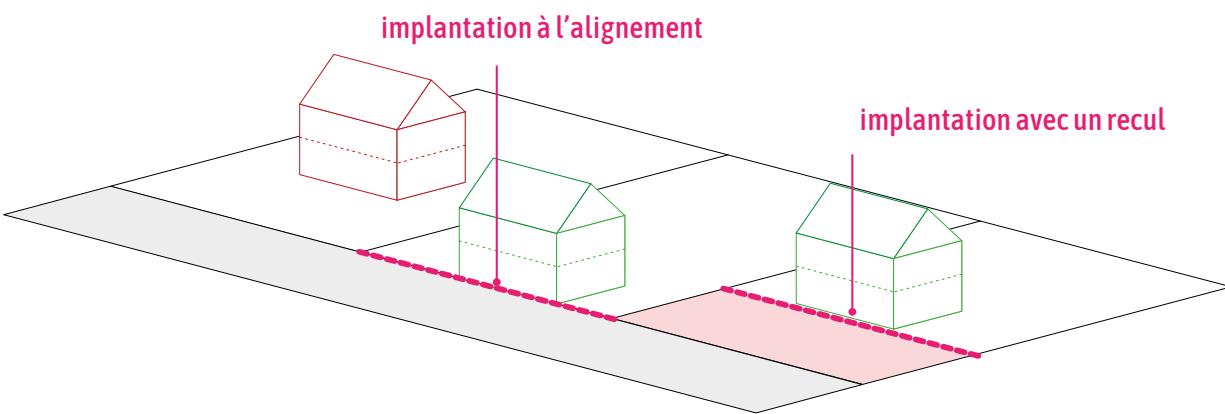 implantation à l’alignement
implantation avec un recul